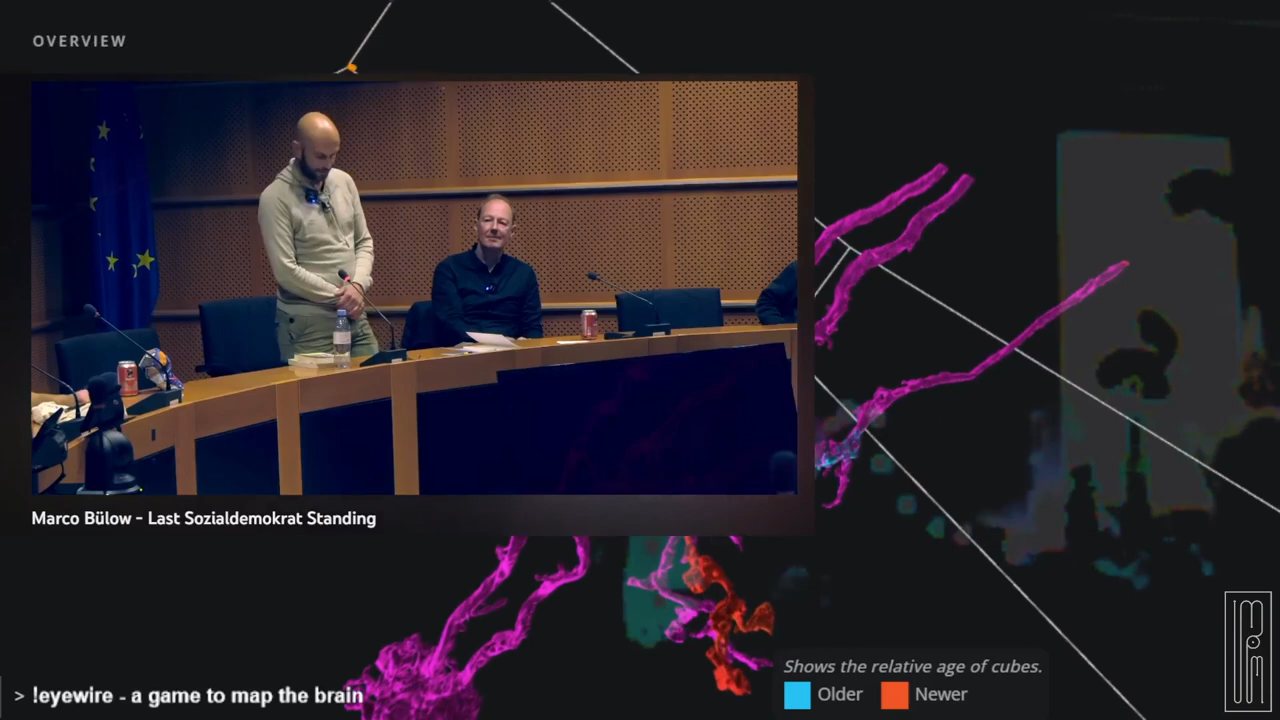 OVERVIEW
Marco Bülow - Last Sozialdemokrat Standing
Shows the relative age of cubes.
Older Newer
> !eyewire - a game to map the brain